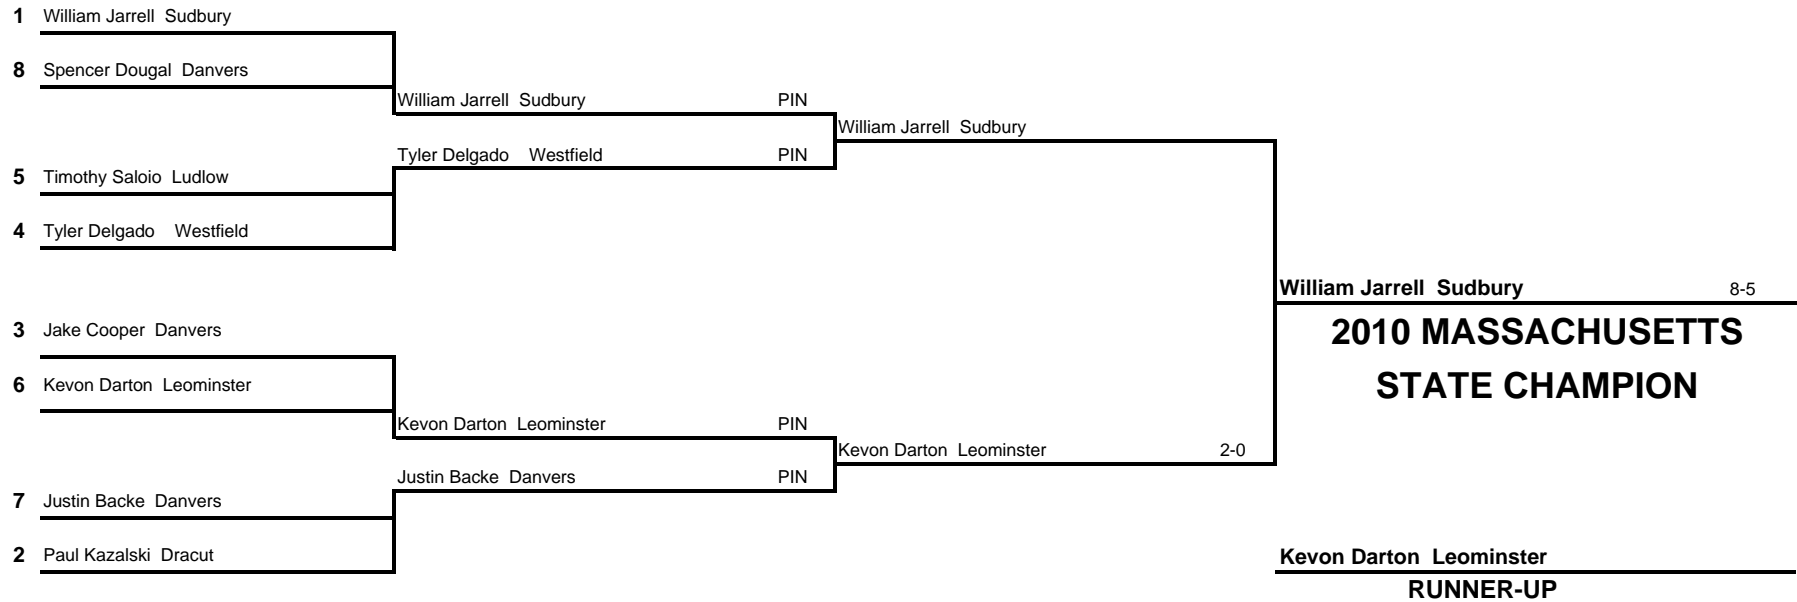 1 William Jarrell Sudbury
8 Spencer Dougal Danvers
William Jarrell Sudbury PIN
William Jarrell Sudbury
Tyler Delgado Westfield PIN
5 Timothy Saloio Ludlow
4 Tyler Delgado Westfield
William Jarrell Sudbury 8-5
2010 MASSACHUSETTS
STATE CHAMPION
3 Jake Cooper Danvers
6 Kevon Darton Leominster
Kevon Darton Leominster PIN
Kevon Darton Leominster 2-0
Justin Backe Danvers PIN
7 Justin Backe Danvers
2 Paul Kazalski Dracut
Kevon Darton Leominster
RUNNER-UP